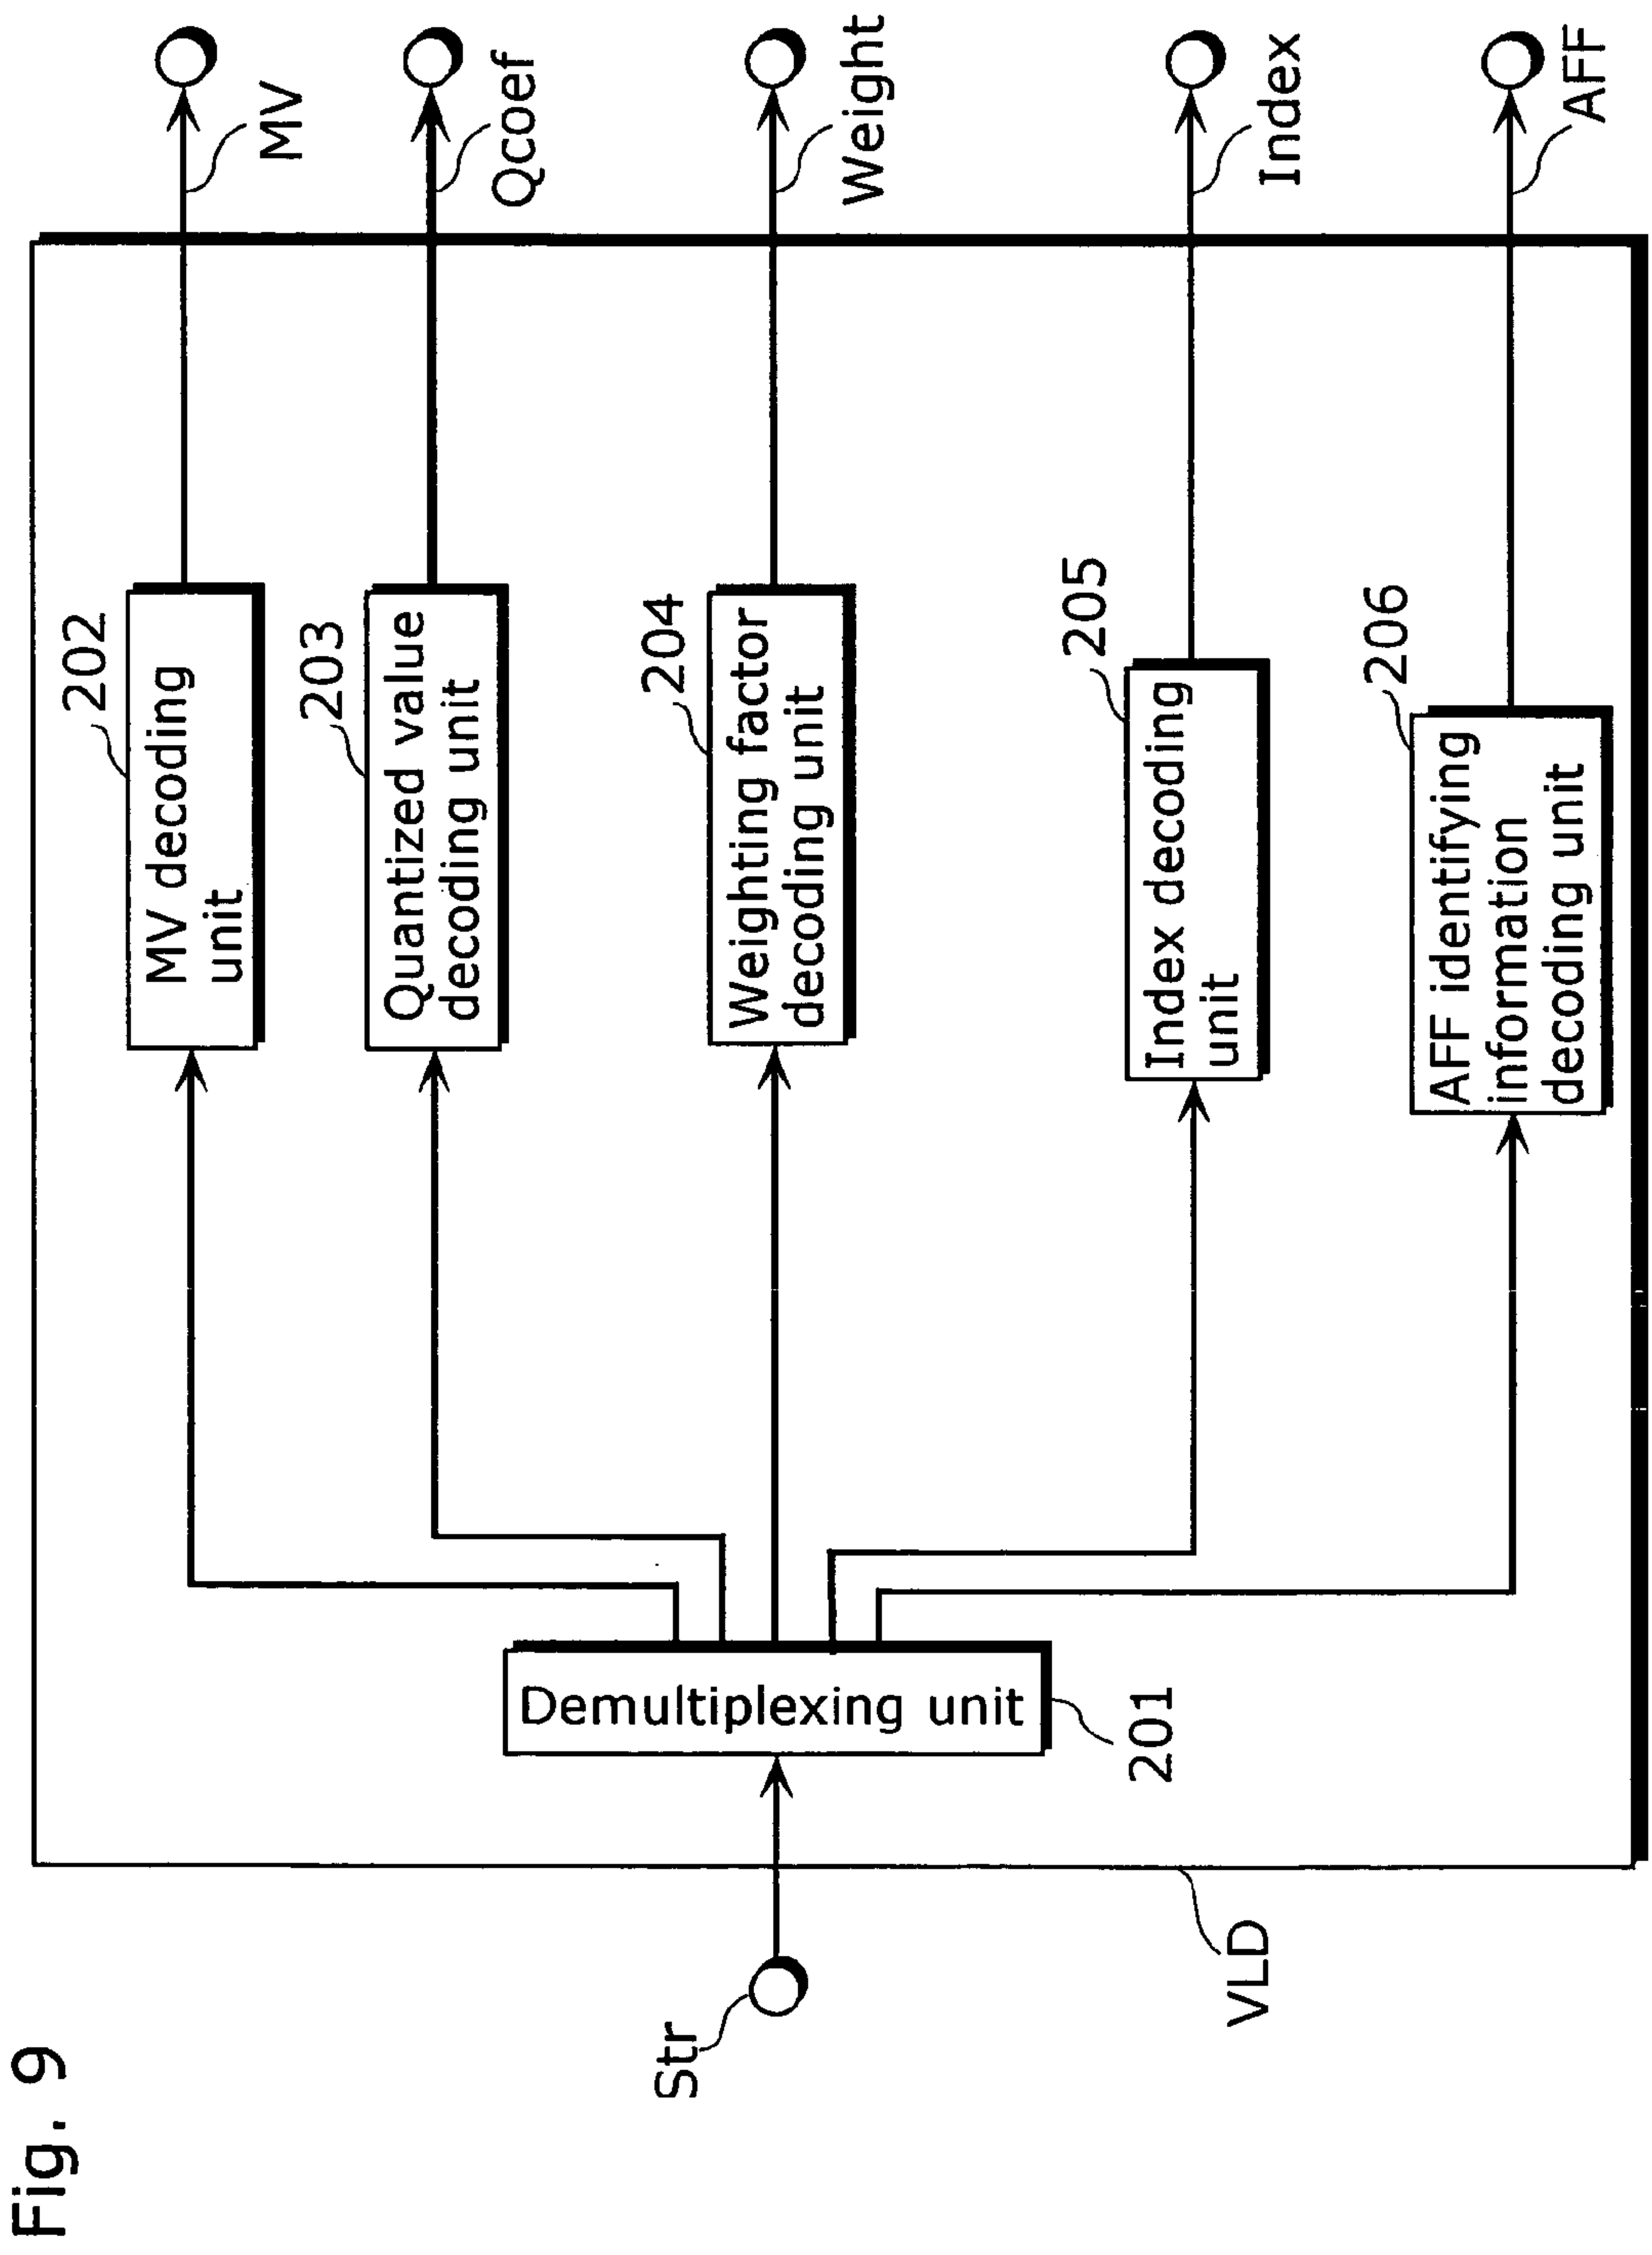 Fig. 9
Str
VLD
Demultiplexing unit
201
202
MV decoding
unit
MV
203
Quantized value
decoding unit
Qcoef
204
Weighting factor
decoding unit
Weight
205
Index decoding
unit
Index
206
AFF identifying
information
decoding unit
AFF